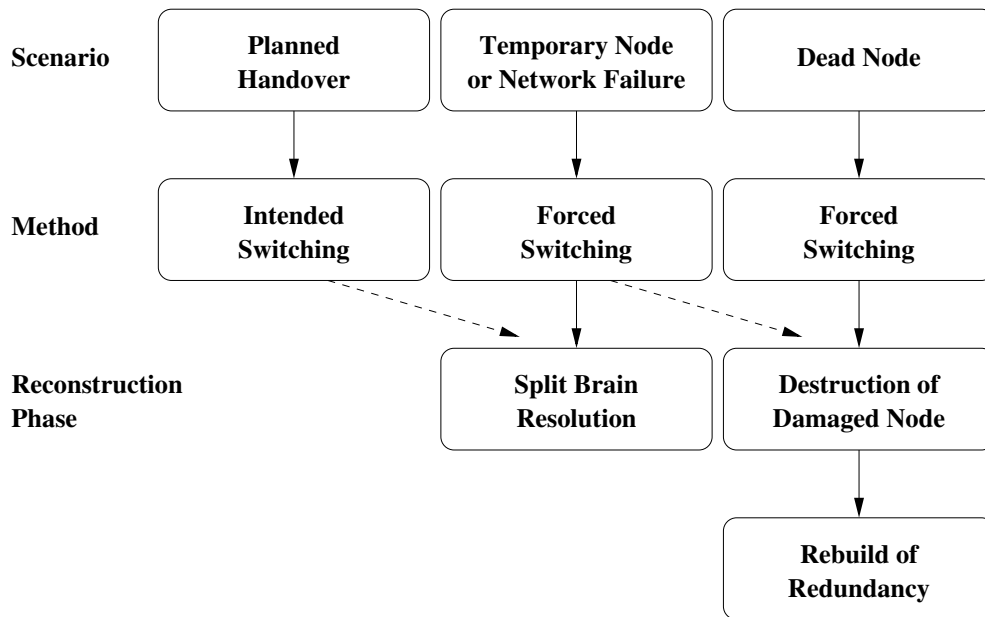 Scenario
Planned
Handover
Temporary Node
or Network Failure
Dead Node
Method
Intended
Switching
Forced
Switching
Forced
Switching
Reconstruction
Phase
Split Brain
Resolution
Destruction of
Damaged Node
Rebuild of
Redundancy